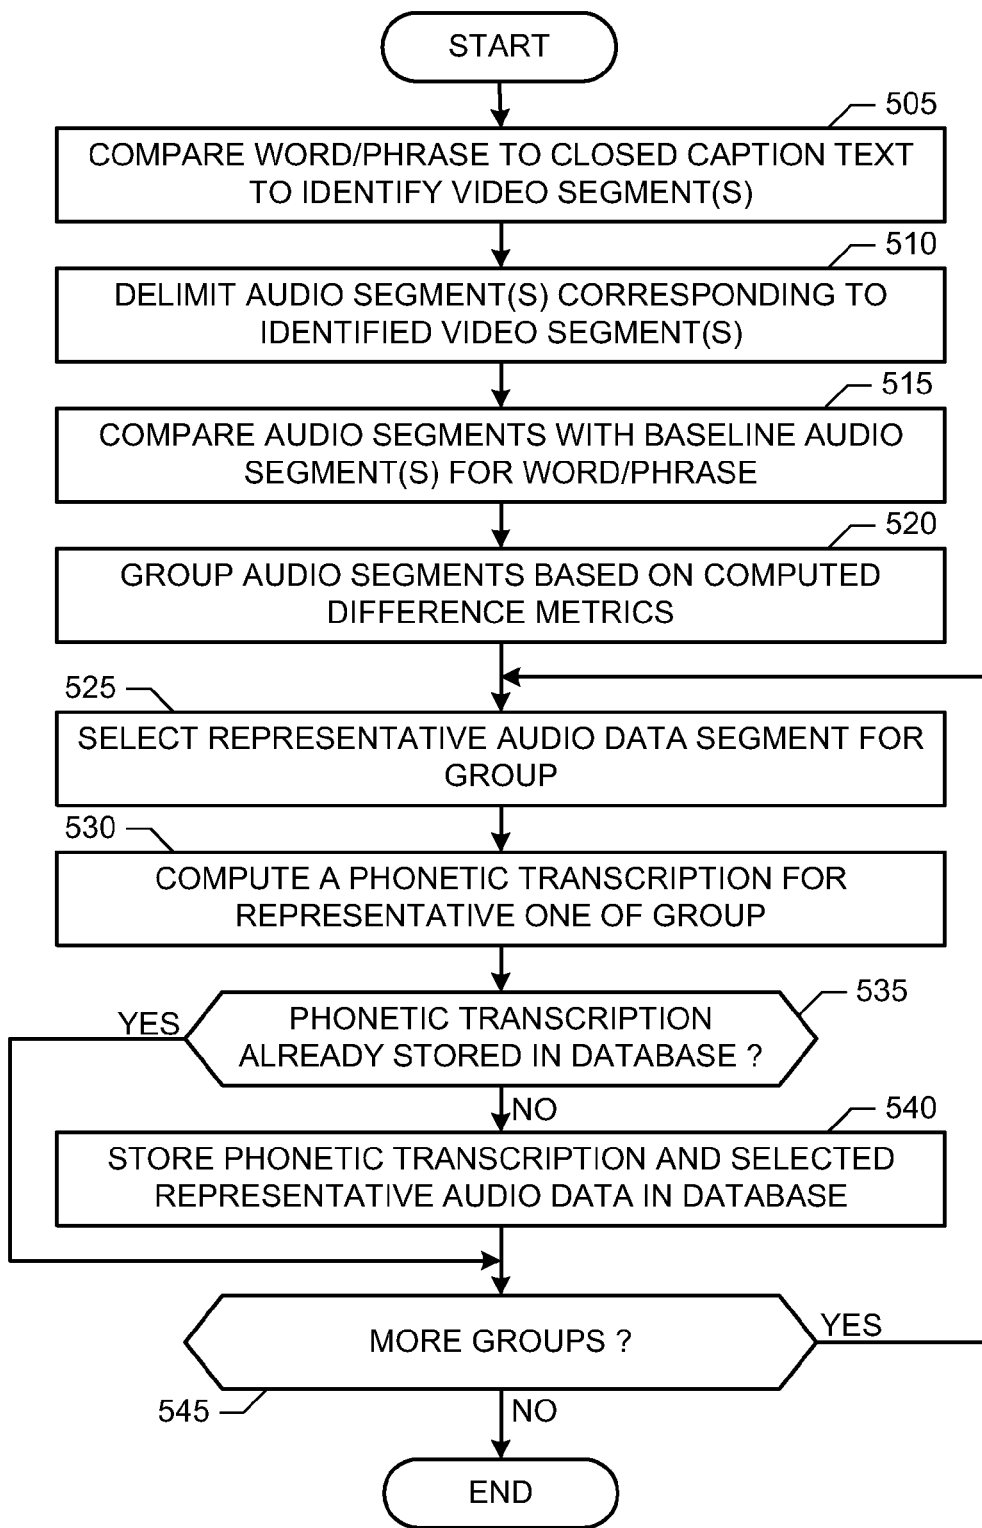 START
505
COMPARE WORD/PHRASE TO CLOSED CAPTION TEXT
TO IDENTIFY VIDEO SEGMENT(S)
510
DELIMIT AUDIO SEGMENT(S) CORRESPONDING TO
IDENTIFIED VIDEO SEGMENT(S)
515
COMPARE AUDIO SEGMENTS WITH BASELINE AUDIO
SEGMENT(S) FOR WORD/PHRASE
520
GROUP AUDIO SEGMENTS BASED ON COMPUTED
DIFFERENCE METRICS
525
SELECT REPRESENTATIVE AUDIO DATA SEGMENT FOR
GROUP
530
COMPUTE A PHONETIC TRANSCRIPTION FOR
REPRESENTATIVE ONE OF GROUP
535
YES
PHONETIC TRANSCRIPTION
ALREADY STORED IN DATABASE ?
NO
540
STORE PHONETIC TRANSCRIPTION AND SELECTED
REPRESENTATIVE AUDIO DATA IN DATABASE
MORE GROUPS ?
YES
545
NO
END